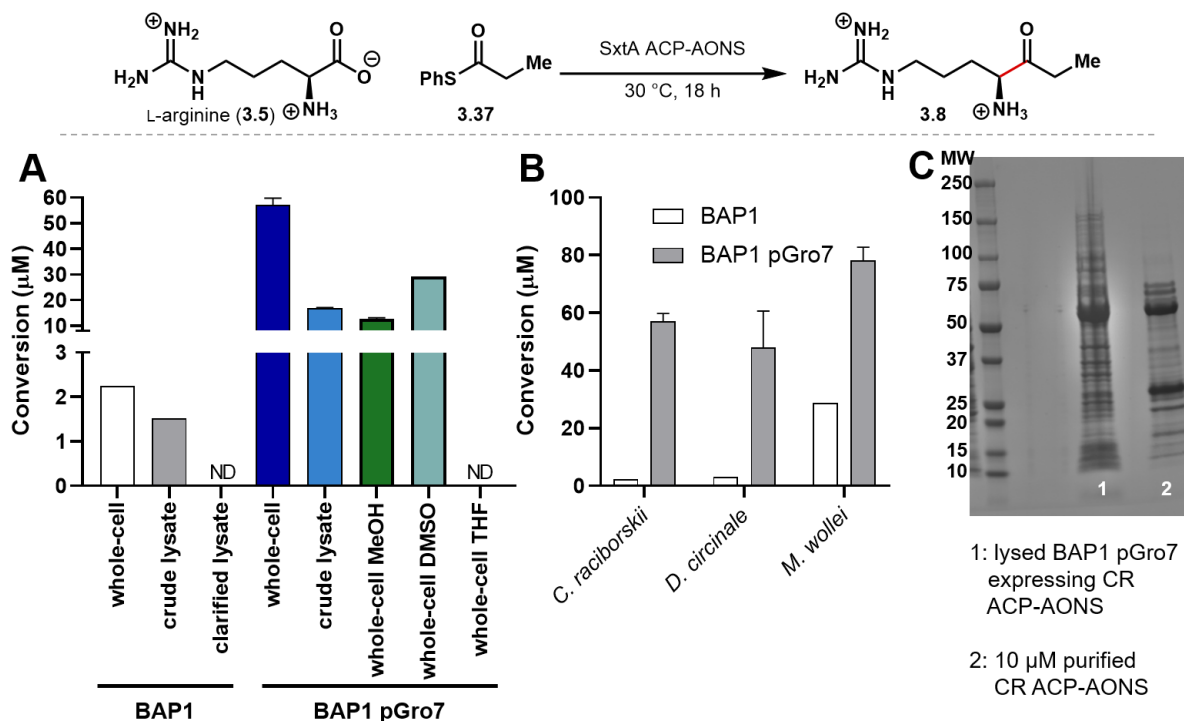 ⊕NH₂
H₂N
N
H
O
O⊖
⊕NH₃
L-arginine (3.5)
O
PhS
Me
3.37
SxtA ACP-AONS
30 °C, 18 h
⊕NH₂
H₂N
N
H
O
Me
⊕NH₃
3.8
A
Conversion (µM)
60
50
40
30
20
10
3
2
1
0
ND
ND
whole-cell
crude lysate
clarified lysate
whole-cell
crude lysate
whole-cell MeOH
whole-cell DMSO
whole-cell THF
BAP1
BAP1 pGro7
B
Conversion (µM)
100
80
60
40
20
0
BAP1
BAP1 pGro7
C. raciborskii
D. circinale
M. wollei
C
MW
250
150
100
75
50
37
25
20
15
10
1
2
1: lysed BAP1 pGro7
expressing CR
ACP-AONS
2: 10 µM purified
CR ACP-AONS